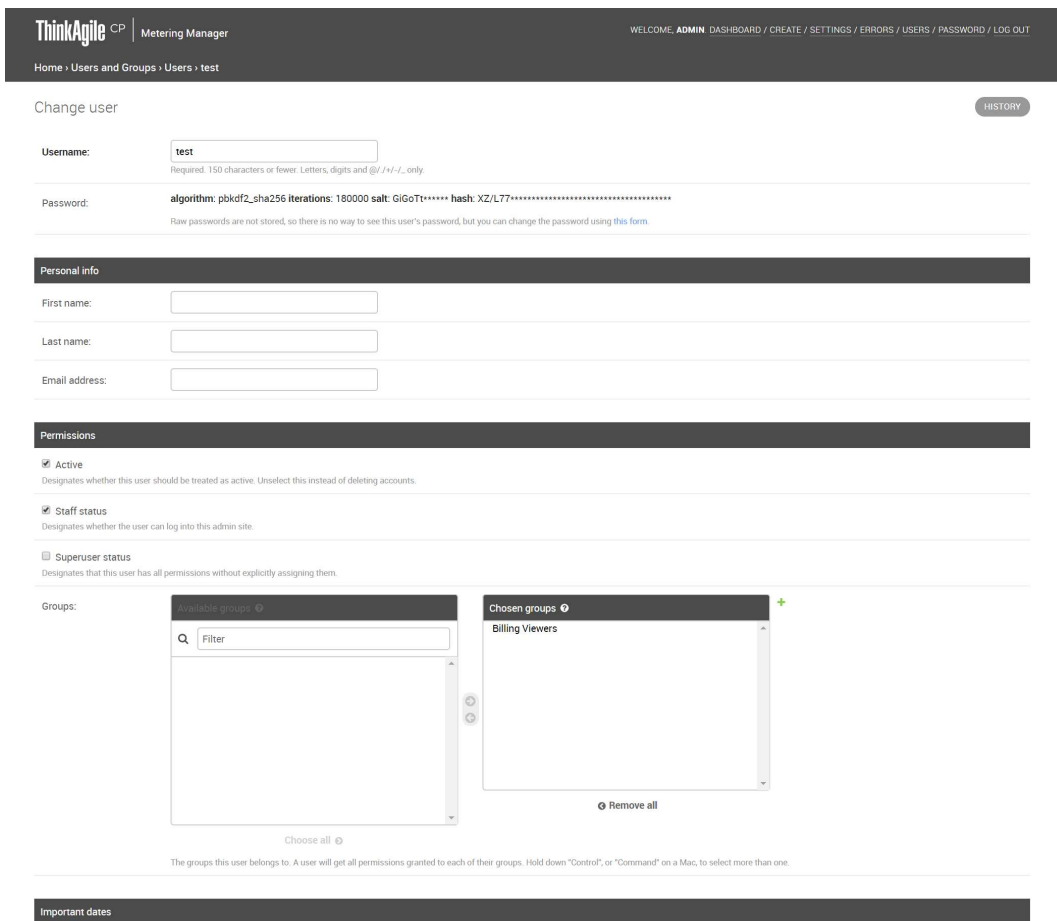 ThinkAgile CP | Metering Manager
WELCOME, ADMIN. DASHBOARD / CREATE / SETTINGS / ERRORS / USERS / PASSWORD / LOG OUT
Home › Users and Groups › Users › test
Change user
HISTORY
Username:
test
Required. 150 characters or fewer. Letters, digits and @/./+/-/_ only.
Password:
algorithm: pbkdf2_sha256 iterations: 180000 salt: GiGoTt****** hash: XZ/L77**************************************
Raw passwords are not stored, so there is no way to see this user's password, but you can change the password using this form.
Personal info
First name:
Last name:
Email address:
Permissions
Active
Designates whether this user should be treated as active. Unselect this instead of deleting accounts.
Staff status
Designates whether the user can log into this admin site.
Superuser status
Designates that this user has all permissions without explicitly assigning them.
Groups:
Available groups
Filter
Choose all
Chosen groups
Billing Viewers
Remove all
The groups this user belongs to. A user will get all permissions granted to each of their groups. Hold down "Control", or "Command" on a Mac, to select more than one.
Important dates